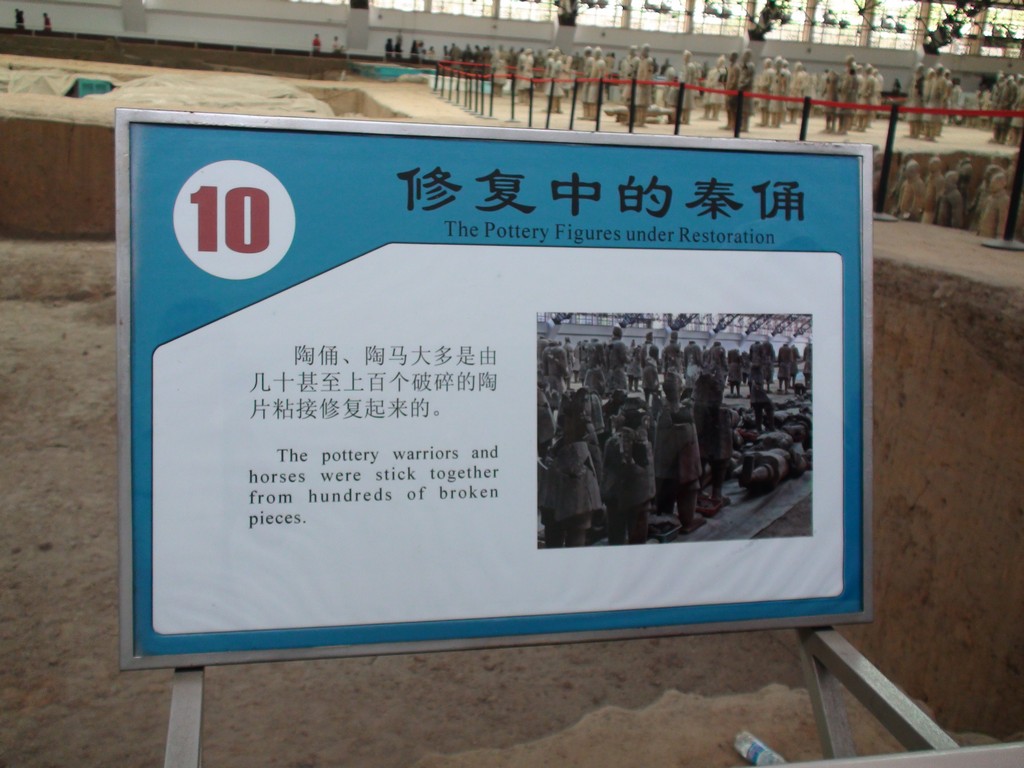 10
修复中的秦俑
The Pottery Figures under Restoration
陶俑、陶马大多是由
几十甚至上百个破碎的陶
片粘接修复起来的。
The pottery warriors and
horses were stick together
from hundreds of broken
pieces.